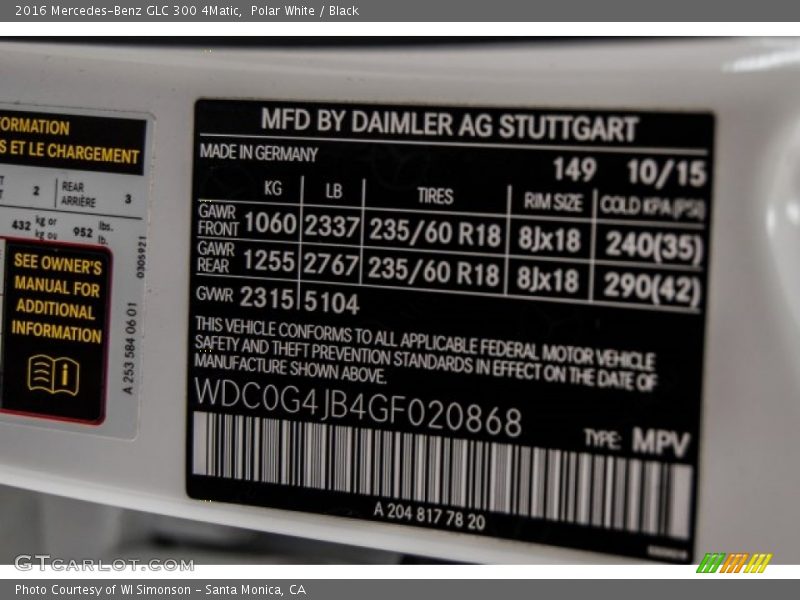 2016 Mercedes-Benz GLC 300 4Matic, Polar White / Black
ORMATION
S ET LE CHARGEMENT
2 REAR ARRIÈRE 3
432 kg or kg ou 952 lbs. lb.
SEE OWNER'S
MANUAL FOR
ADDITIONAL
INFORMATION
0305921
A 253 584 06 01
MFD BY DAIMLER AG STUTTGART
MADE IN GERMANY
149 10/15
KG LB TIRES RIM SIZE COLD KPA(PSI)
GAWR FRONT 1060 2337 235/60 R18 8Jx18 240(35)
GAWR REAR 1255 2767 235/60 R18 8Jx18 290(42)
GWR 2315 5104
THIS VEHICLE CONFORMS TO ALL APPLICABLE FEDERAL MOTOR VEHICLE
SAFETY AND THEFT PREVENTION STANDARDS IN EFFECT ON THE DATE OF
MANUFACTURE SHOWN ABOVE.
WDC0G4JB4GF020868
TYPE: MPV
A 204 817 78 20
GTCARLOT.COM
Photo Courtesy of WI Simonson - Santa Monica, CA